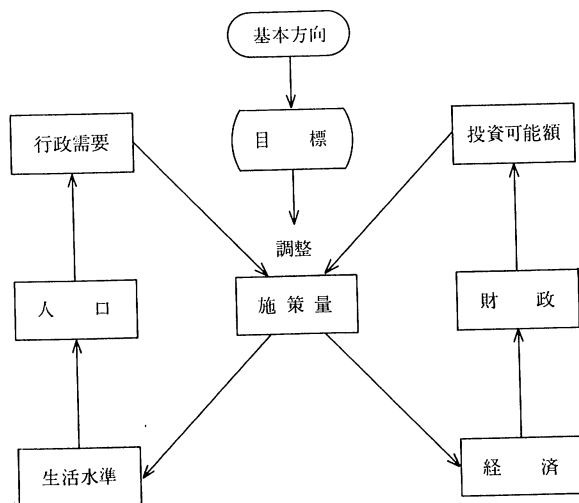 基本方向
行政需要
目　標
投資可能額
調整
人　口
施策量
財　政
生活水準
経　済